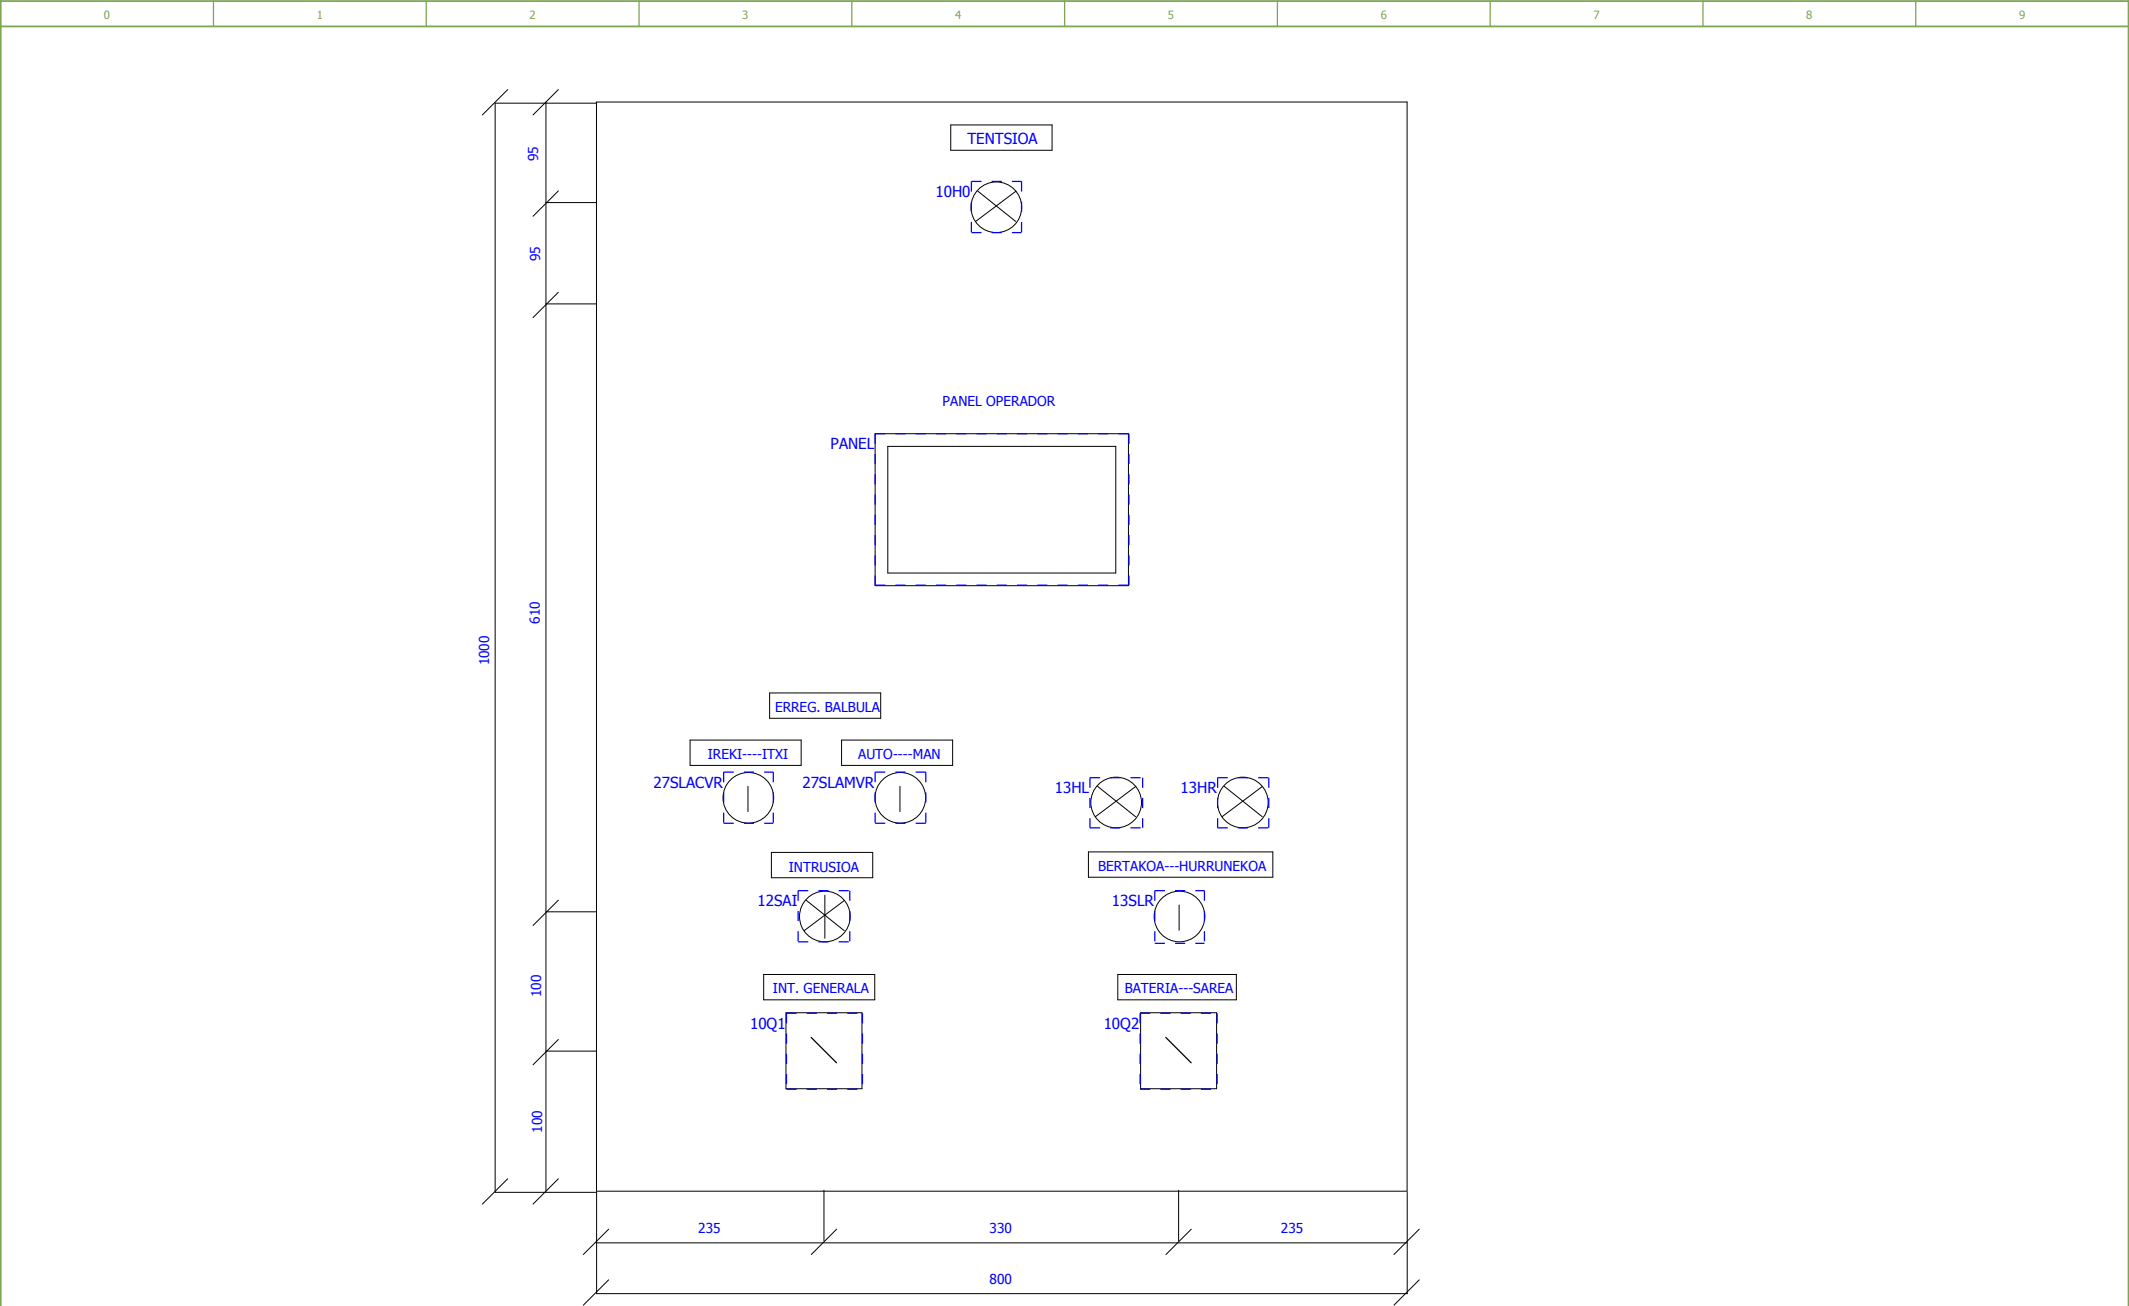 0 1 2 3 4 5 6 7 8 9
TENTSIOA
95
10H0
95
PANEL OPERADOR
PANEL
610
1000
ERREG. BALBULA
IREKI----ITXI AUTO----MAN
27SLACVR 27SLAMVR 13HL 13HR
INTRUSIOA BERTAKOA---HURRUNEKOA
12SAI 13SLR
100
INT. GENERALA BATERIA---SAREA
10Q1 10Q2
100
235 330 235
800